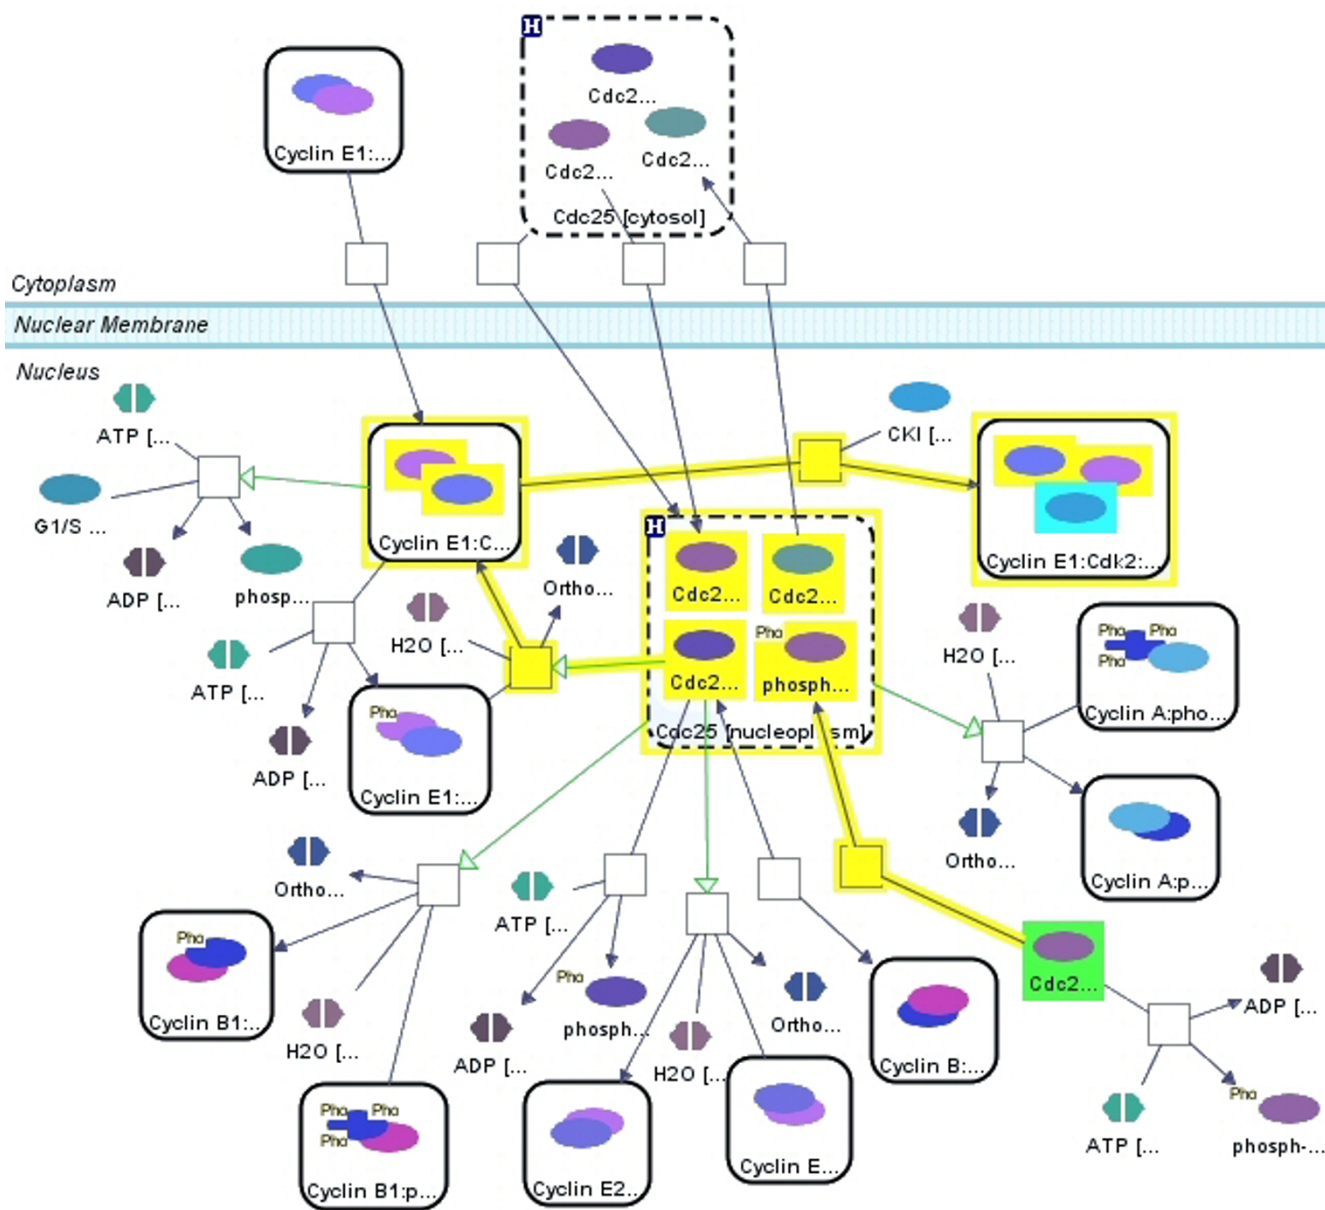 H
Cdc2...
Cdc2...
Cdc2...
Cdc25 [cytosol]
Cyclin E1:...
Cytoplasm
Nuclear Membrane
Nucleus
ATP [...
G1/S ...
ADP [...
phosp...
Cyclin E1:C...
CKI [...
Cyclin E1:Cdk2:...
H
Cdc2...
Cdc2...
Cdc2...
Pho
phosph...
Cdc25 [nucleoplasm]
Ortho...
H2O [...
ATP [...
ADP [...
Pho
Cyclin E1:...
H2O [...
Pho
Pho
Pho
Cyclin A:pho...
Ortho...
Cyclin A:p...
Ortho...
Pho
Cyclin B1:...
H2O [...
Pho
Pho
Pho
Cyclin B1:p...
ATP [...
ADP [...
Pho
phosph...
Cyclin E2...
H2O [...
Ortho...
Cyclin E...
Cyclin B:...
Cdc2...
ADP [...
ATP [...
Pho
phosph-...